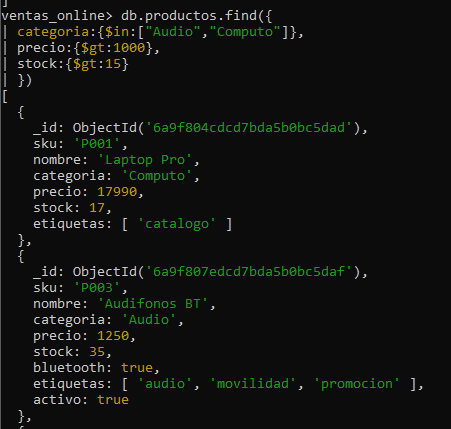 ]
ventas_online> db.productos.find({
| categoria:{$in:["Audio","Computo"]},
| precio:{$gt:1000},
| stock:{$gt:15}
| })
[
  {
    _id: ObjectId('6a9f804cdcd7bda5b0bc5dad'),
    sku: 'P001',
    nombre: 'Laptop Pro',
    categoria: 'Computo',
    precio: 17990,
    stock: 17,
    etiquetas: [ 'catalogo' ]
  },
  {
    _id: ObjectId('6a9f807edcd7bda5b0bc5daf'),
    sku: 'P003',
    nombre: 'Audifonos BT',
    categoria: 'Audio',
    precio: 1250,
    stock: 35,
    bluetooth: true,
    etiquetas: [ 'audio', 'movilidad', 'promocion' ],
    activo: true
  },
  {